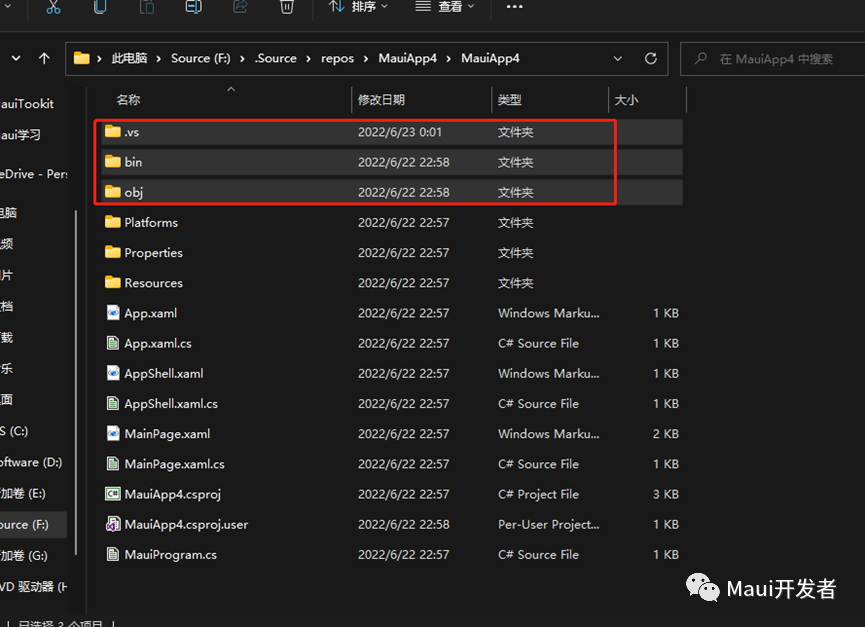 排序 查看
此电脑 Source (F:) .Source repos MauiApp4 MauiApp4 在 MauiApp4 中搜索
名称 修改日期 类型 大小
.vs 2022/6/23 0:01 文件夹
bin 2022/6/22 22:58 文件夹
obj 2022/6/22 22:58 文件夹
Platforms 2022/6/22 22:57 文件夹
Properties 2022/6/22 22:57 文件夹
Resources 2022/6/22 22:57 文件夹
App.xaml 2022/6/22 22:57 Windows Marku... 1 KB
App.xaml.cs 2022/6/22 22:57 C# Source File 1 KB
AppShell.xaml 2022/6/22 22:57 Windows Marku... 1 KB
AppShell.xaml.cs 2022/6/22 22:57 C# Source File 1 KB
MainPage.xaml 2022/6/22 22:57 Windows Marku... 2 KB
MainPage.xaml.cs 2022/6/22 22:57 C# Source File 1 KB
MauiApp4.csproj 2022/6/22 22:57 C# Project File 3 KB
MauiApp4.csproj.user 2022/6/22 22:58 Per-User Project... 1 KB
MauiProgram.cs 2022/6/22 22:57 C# Source File 1 KB
auiTookit
aui学习
eDrive - Pers
电脑
频
片
档
载
乐
面
S (C:)
oftware (D:)
加卷 (E:)
ource (F:)
加卷 (G:)
VD 驱动器 (H
已选择 3 个项目
Maui开发者